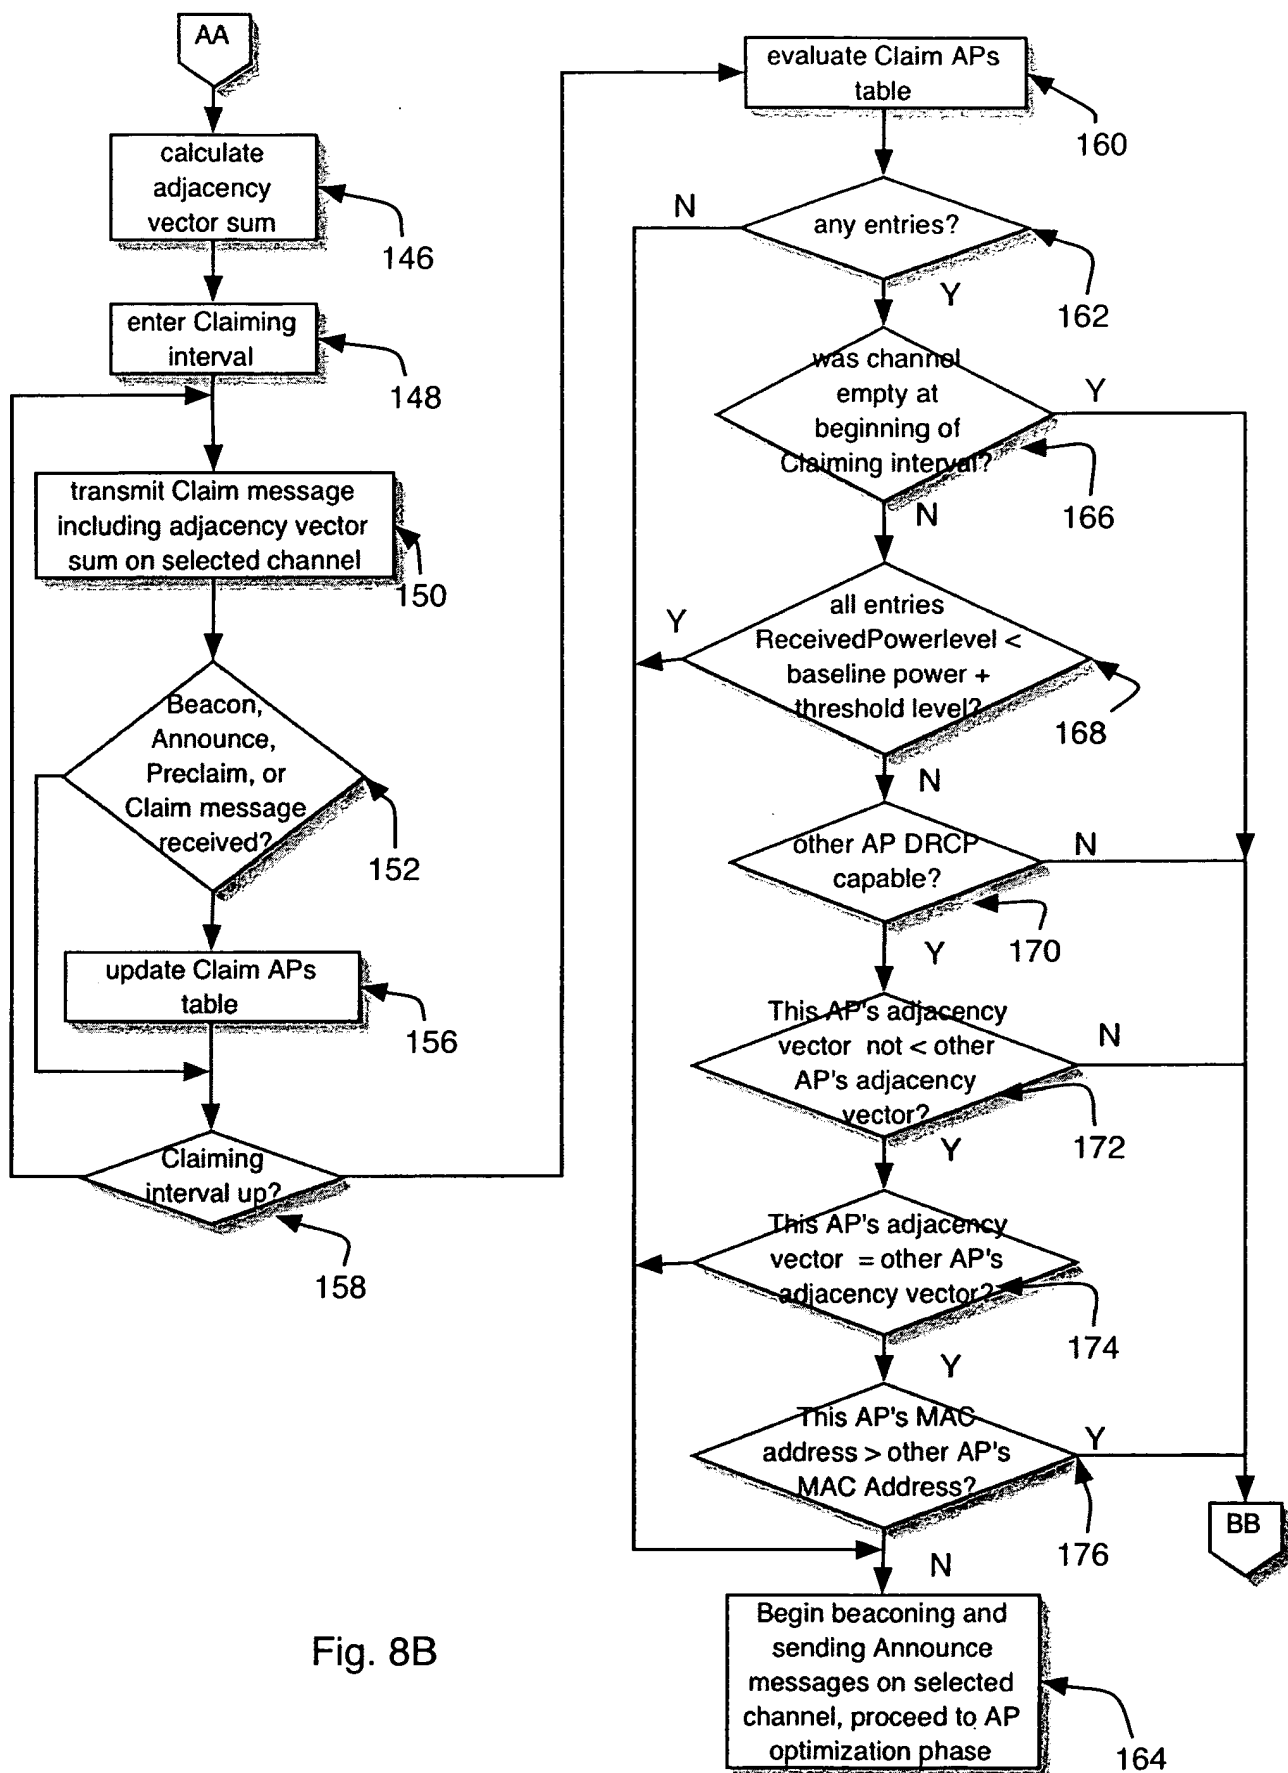 AA
calculate
adjacency
vector sum
146
enter Claiming
interval
148
transmit Claim message
including adjacency vector
sum on selected channel
150
Beacon,
Announce,
Preclaim, or
Claim message
received?
152
update Claim APs
table
156
Claiming
interval up?
158
evaluate Claim APs
table
160
any entries?
N
Y
162
was channel
empty at
beginning of
Claiming interval?
Y
N
166
all entries
ReceivedPowerlevel <
baseline power +
threshold level?
Y
N
168
other AP DRCP
capable?
N
Y
170
This AP's adjacency
vector not < other
AP's adjacency
vector?
N
Y
172
This AP's adjacency
vector = other AP's
adjacency vector?
Y
174
This AP's MAC
address > other AP's
MAC Address?
Y
N
176
BB
Begin beaconing and
sending Announce
messages on selected
channel, proceed to AP
optimization phase
164
Fig. 8B